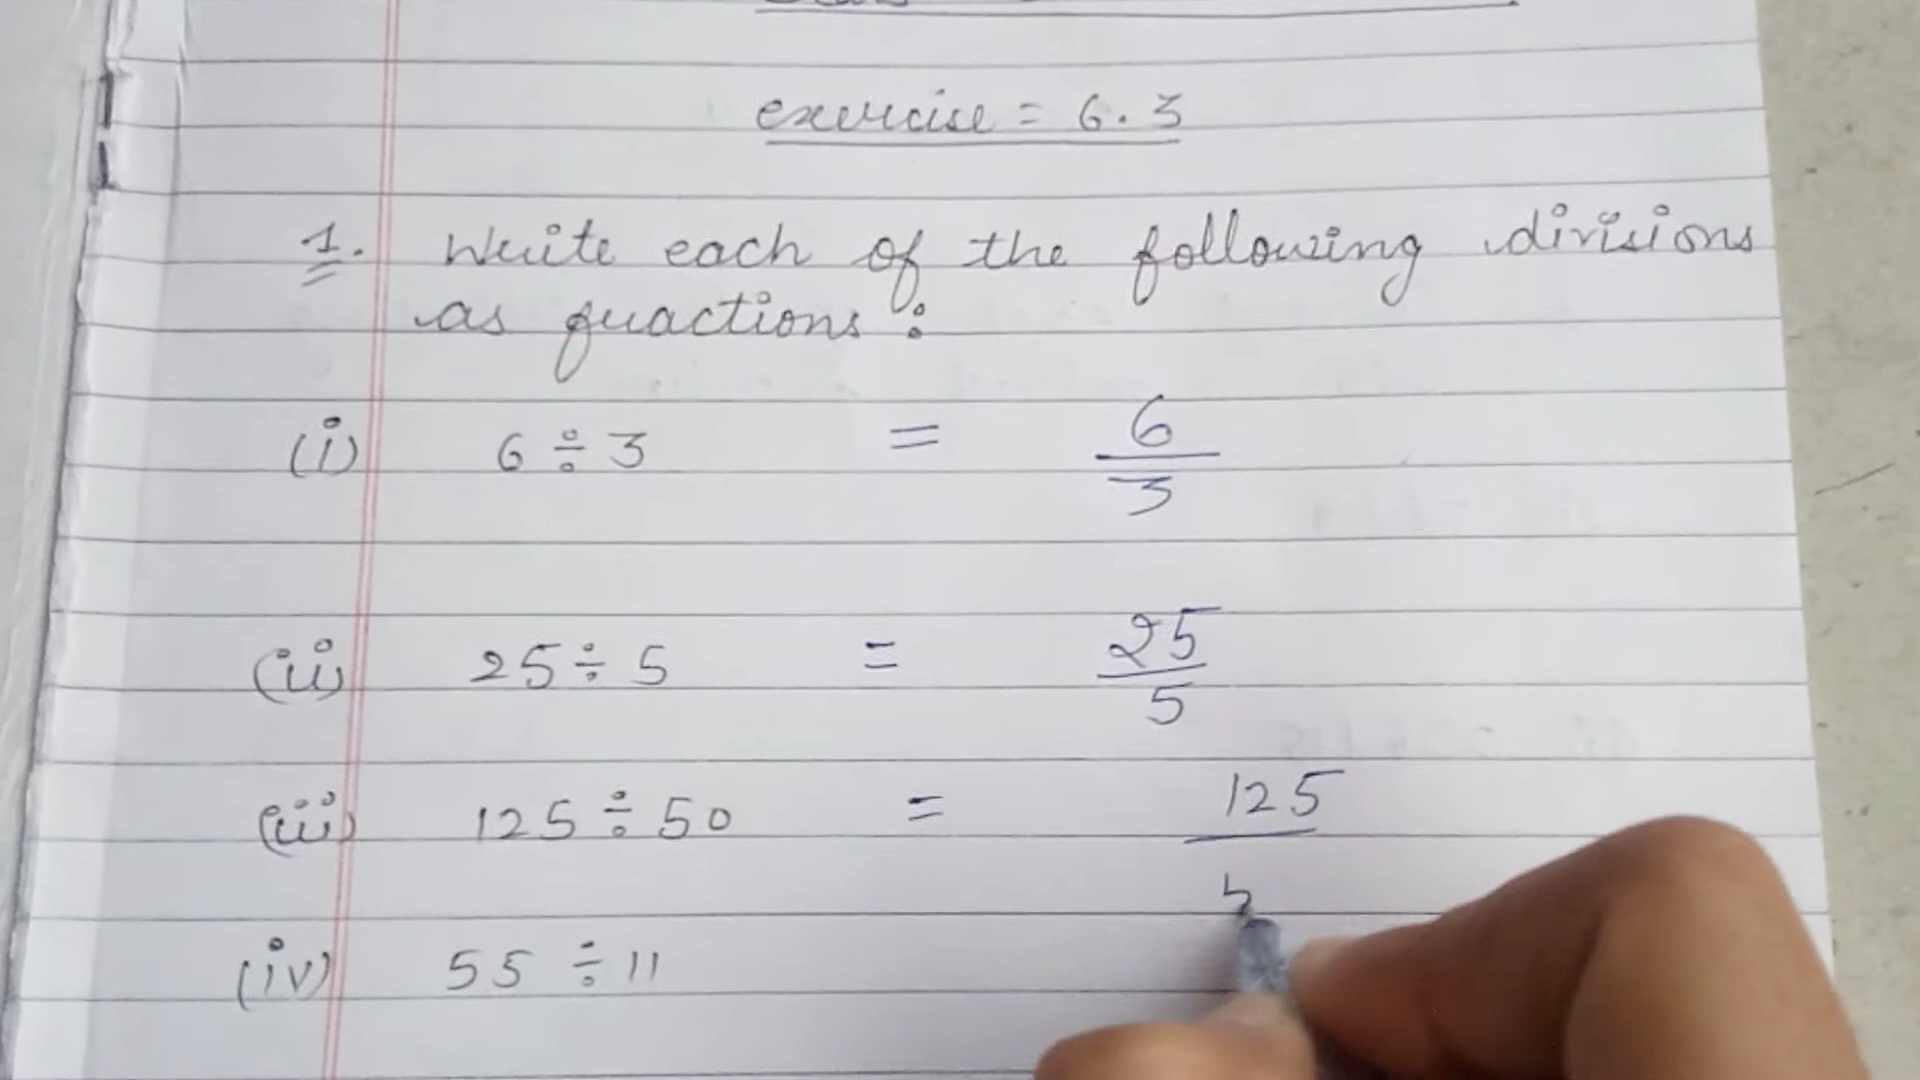 exercise = 6.3
1. Write each of the following divisions
as fractions :
(i) 6 ÷ 3 = 6/3
(ii) 25 ÷ 5 = 25/5
(iii) 125 ÷ 50 = 125/5
(iv) 55 ÷ 11